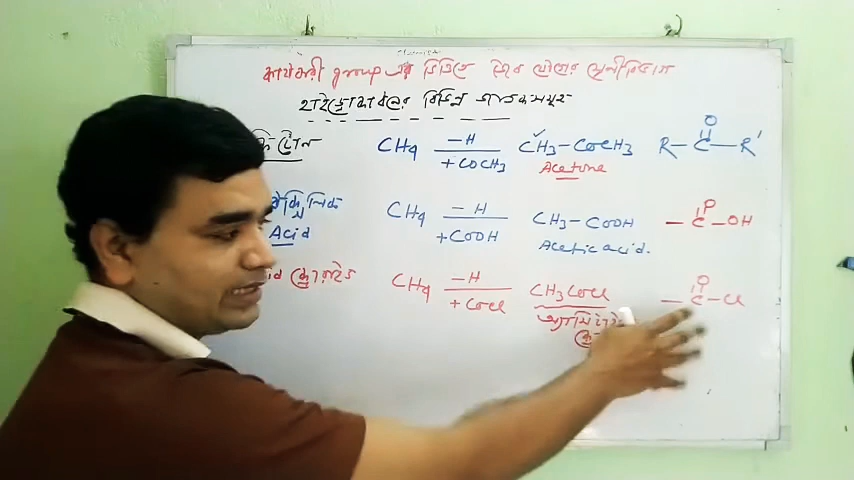 কার্যকরী group এর ভিত্তিতে জৈব যৌগের শ্রেণীবিভাগ
হাইড্রোকার্বনের বিভিন্ন জাতকসমূহ
কিটোন CH4 —H +COCH3 CH3—COCH3 R—C—R' O
Acetone
ক্সিলিক CH4 —H +COOH CH3—COOH —C—OH O
Acid Acetic acid.
ক্লোরাইড CH4 —H +COCl CH3COCl —C—Cl O